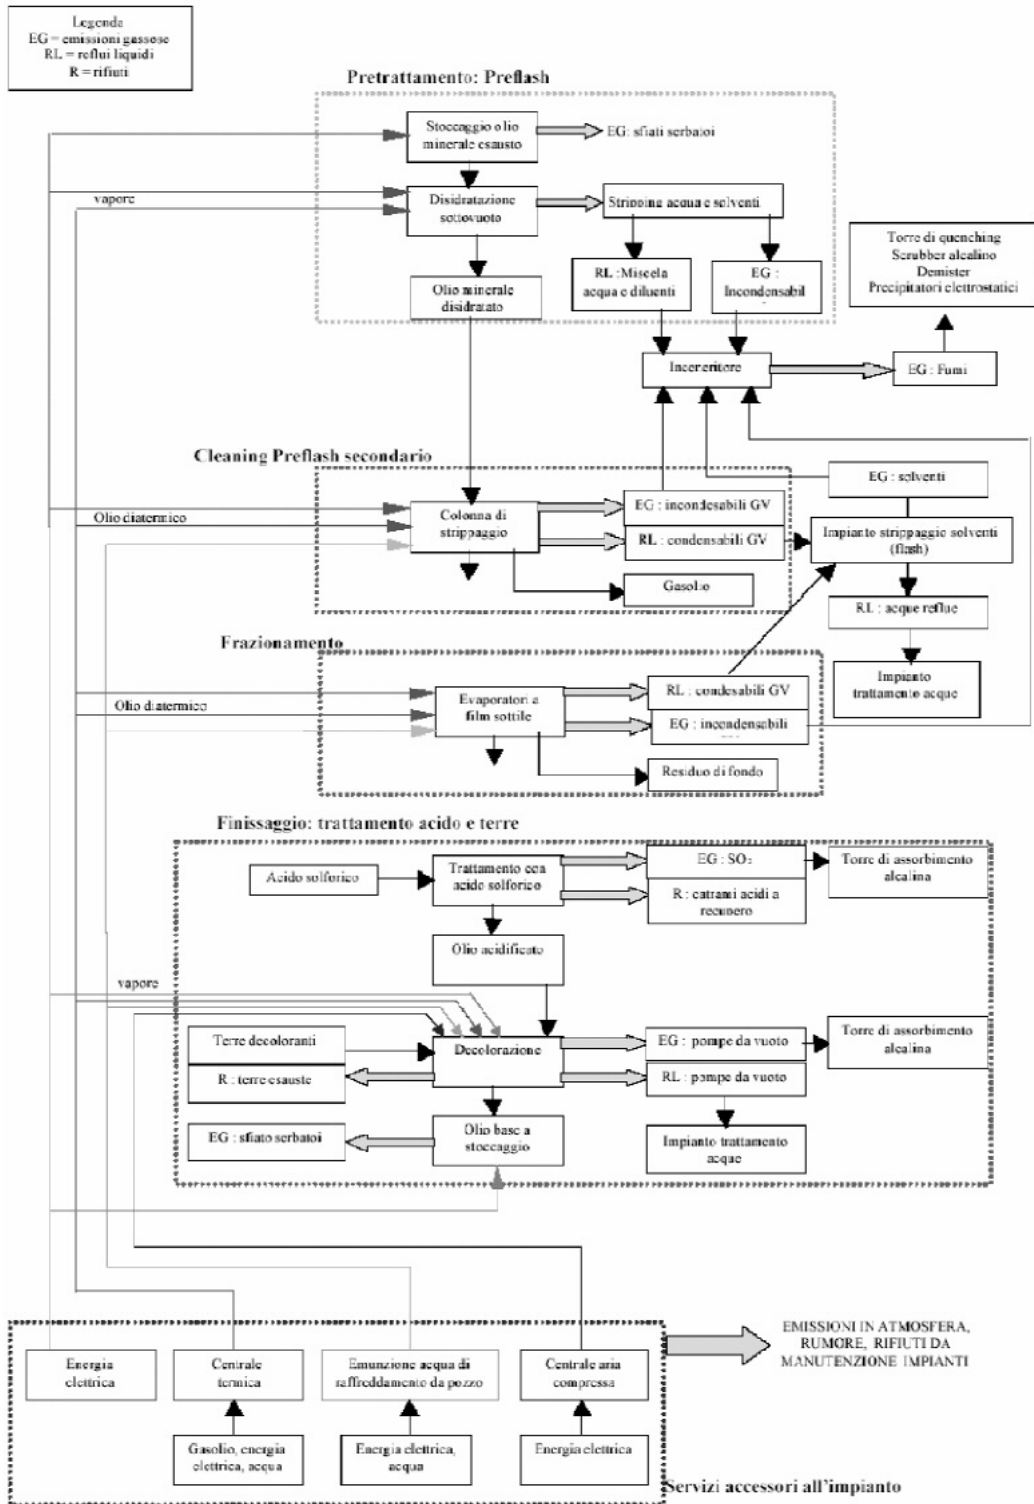 Legenda
EG = emissioni gassose
RL = reflui liquidi
R = rifiuti
Pretrattamento: Preflash
Stoccaggio olio
minerale esausto
EG: sfiati serbatoi
vapore
Disidratazione
sottovuoto
Stripping acqua e solventi
Olio minerale
disidratato
RL : Miscela
acqua e diluenti
EG :
Incondensabil
Torre di quenching
Scrubber alcalino
Demister
Precipitatori elettrostatici
Inceneritore
EG : Fumi
Cleaning Preflash secondario
Olio diatermico
Colonna di
strippaggio
EG : incondesabili GV
RL : condensabili GV
Gasolio
EG : solventi
Impianto strippaggio solventi
(flash)
RL : acque reflue
Impianto
trattamento acque
Frazionamento
Olio diatermico
Evaporatori a
film sottile
RL : condesabili GV
EG : incondensabili
Residuo di fondo
Finissaggio: trattamento acido e terre
Acido solforico
Trattamento con
acido solforico
EG : SO₂
R : catrami acidi a
recupero
Torre di assorbimento
alcalina
Olio acidificato
vapore
Terre decoloranti
R : terre esauste
Decolorazione
EG : pompe da vuoto
RL : pompe da vuoto
Torre di assorbimento
alcalina
EG : sfiato serbatoi
Olio base a
stoccaggio
Impianto trattamento
acque
Energia
elettrica
Centrale
termica
Emunzione acqua di
raffreddamento da pozzo
Centrale aria
compressa
EMISSIONI IN ATMOSFERA,
RUMORE, RIFIUTI DA
MANUTENZIONE IMPIANTI
Gasolio, energia
elettrica, acqua
Energia elettrica,
acqua
Energia elettrica
Servizi accessori all'impianto